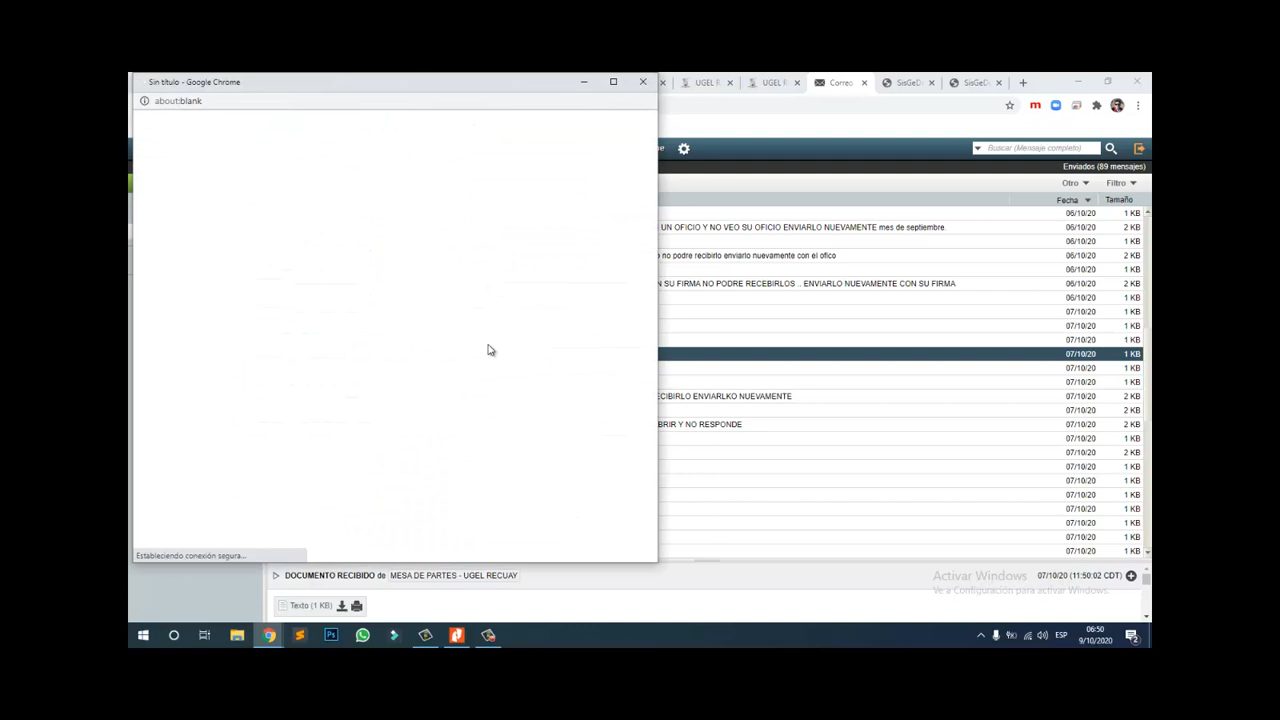 Sin título - Google Chrome
about:blank
UGEL R
UGEL R
Correo
SisGeD
SisGeD
Buscar (Mensaje completo)
Enviados (89 mensajes)
Otro
Filtro
Fecha
Tamaño
06/10/20 1 KB
UN OFICIO Y NO VEO SU OFICIO ENVIARLO NUEVAMENTE mes de septiembre. 06/10/20 2 KB
06/10/20 1 KB
no podre recibirlo enviarlo nuevamente con el ofico 06/10/20 2 KB
06/10/20 1 KB
N SU FIRMA NO PODRE RECEBIRLOS .. ENVIARLO NUEVAMENTE CON SU FIRMA 06/10/20 2 KB
06/10/20 1 KB
07/10/20 1 KB
07/10/20 1 KB
07/10/20 1 KB
07/10/20 1 KB
07/10/20 1 KB
07/10/20 1 KB
ECIBIRLO ENVIARLKO NUEVAMENTE 07/10/20 2 KB
07/10/20 2 KB
BRIR Y NO RESPONDE 07/10/20 2 KB
07/10/20 1 KB
07/10/20 2 KB
07/10/20 1 KB
07/10/20 1 KB
07/10/20 1 KB
07/10/20 1 KB
07/10/20 1 KB
07/10/20 1 KB
07/10/20 1 KB
Estableciendo conexión segura...
DOCUMENTO RECIBIDO de MESA DE PARTES - UGEL RECUAY
07/10/20 (11:50:02 CDT)
Activar Windows
Ve a Configuración para activar Windows.
Texto (1 KB)
Ps
ESP
06:50
9/10/2020
2